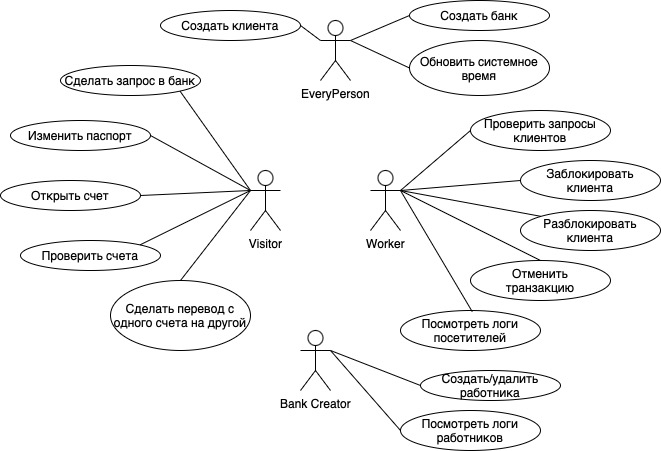 Создать клиента
Создать банк
Обновить системное
время
EveryPerson
Сделать запрос в банк
Изменить паспорт
Открыть счет
Проверить счета
Сделать перевод с
одного счета на другой
Visitor
Проверить запросы
клиентов
Заблокировать
клиента
Разблокировать
клиента
Отменить
транзакцию
Посмотреть логи
посетителей
Worker
Bank Creator
Создать/удалить
работника
Посмотреть логи
работников